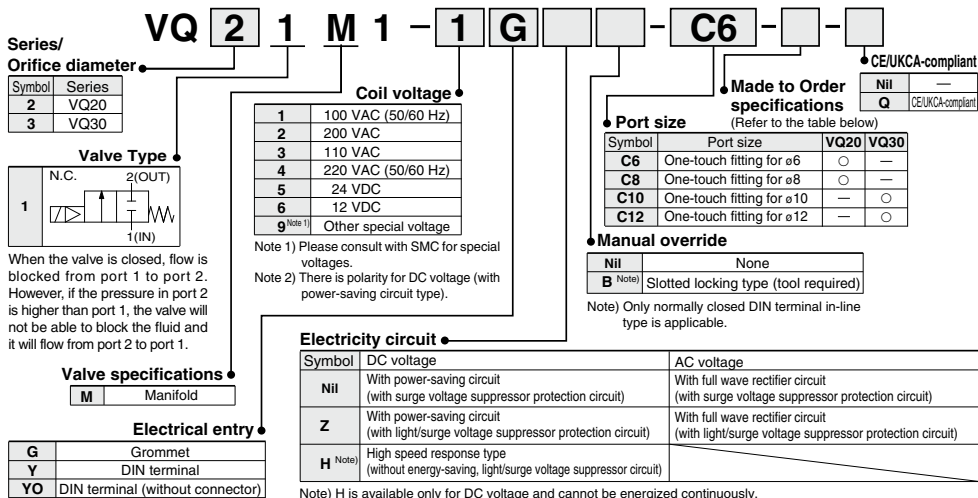 VQ 2 1 M 1 – 1 G – C6 – –
Series/
Orifice diameter
Symbol Series
2 VQ20
3 VQ30
Valve Type
1 N.C. 2(OUT)
1(IN)
When the valve is closed, flow is
blocked from port 1 to port 2.
However, if the pressure in port 2
is higher than port 1, the valve will
not be able to block the fluid and
it will flow from port 2 to port 1.
Valve specifications
M Manifold
Electrical entry
G Grommet
Y DIN terminal
YO DIN terminal (without connector)
Coil voltage
1 100 VAC (50/60 Hz)
2 200 VAC
3 110 VAC
4 220 VAC (50/60 Hz)
5 24 VDC
6 12 VDC
9 Note 1) Other special voltage
Note 1) Please consult with SMC for special
voltages.
Note 2) There is polarity for DC voltage (with
power-saving circuit type).
CE/UKCA-compliant
Nil —
Q CE/UKCA-compliant
Made to Order
specifications
(Refer to the table below)
Port size
Symbol Port size VQ20 VQ30
C6 One-touch fitting for ø6 ○ —
C8 One-touch fitting for ø8 ○ —
C10 One-touch fitting for ø10 — ○
C12 One-touch fitting for ø12 — ○
Manual override
Nil None
B Note) Slotted locking type (tool required)
Note) Only normally closed DIN terminal in-line
type is applicable.
Electricity circuit
Symbol DC voltage AC voltage
Nil With power-saving circuit With full wave rectifier circuit
(with surge voltage suppressor protection circuit) (with surge voltage suppressor protection circuit)
Z With power-saving circuit With full wave rectifier circuit
(with light/surge voltage suppressor protection circuit) (with light/surge voltage suppressor protection circuit)
H Note) High speed response type
(without energy-saving, light/surge voltage suppressor circuit)
Note) H is available only for DC voltage and cannot be energized continuously.